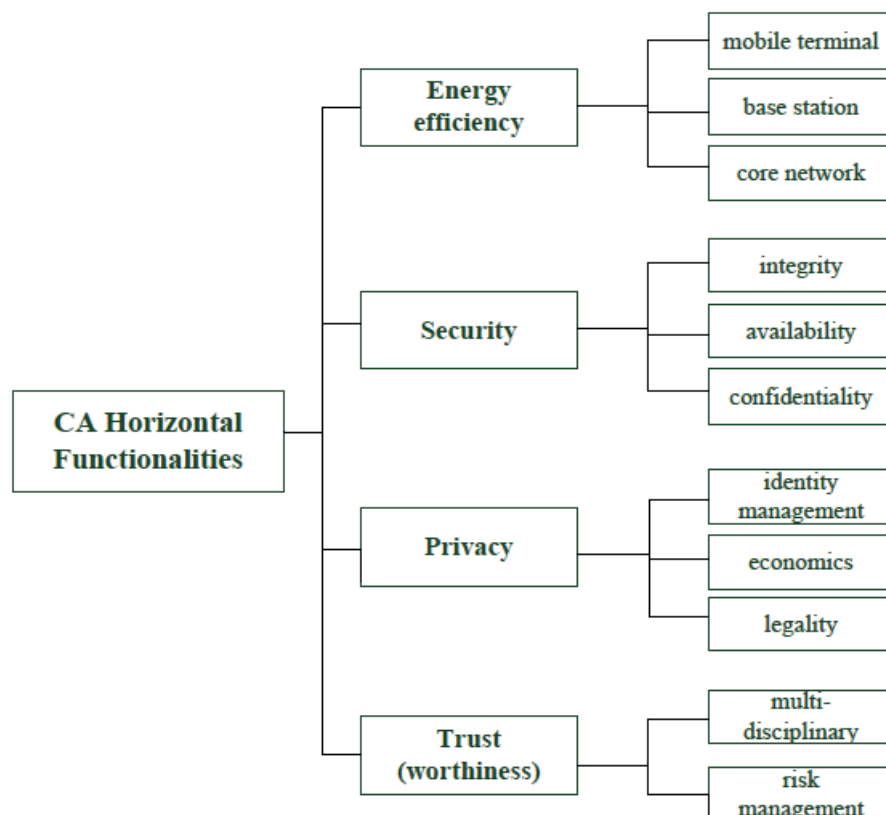 mobile terminal
Energy
efficiency
base station
core network
integrity
Security
availability
confidentiality
CA Horizontal
Functionalities
identity
management
Privacy
economics
legality
multi-
disciplinary
Trust
(worthiness)
risk
management